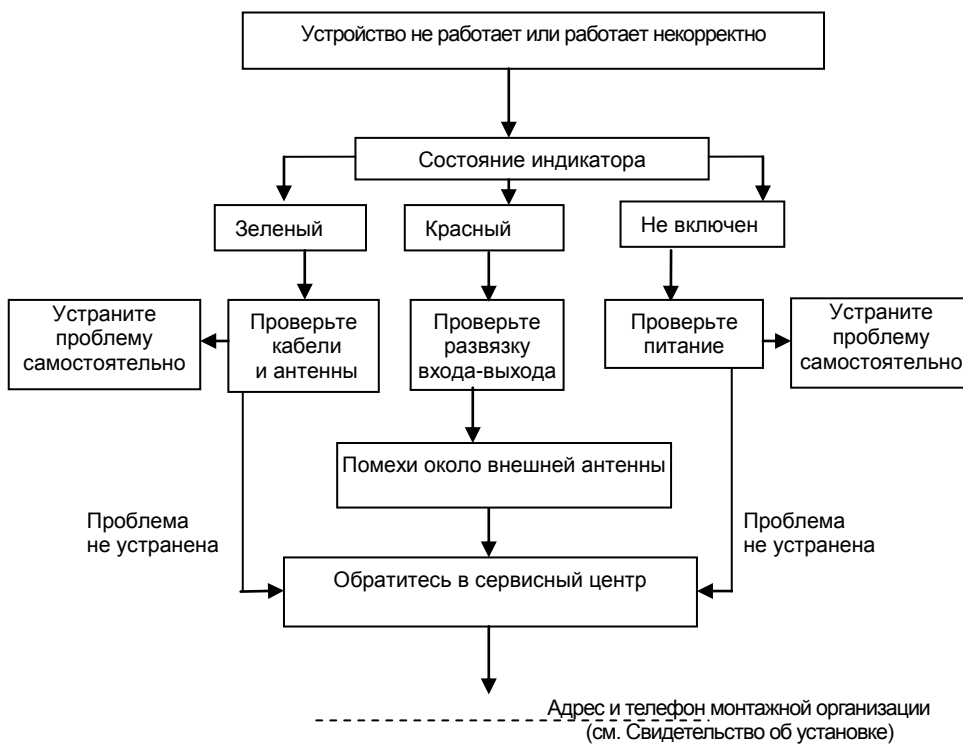 Устройство не работает или работает некорректно
Состояние индикатора
Зеленый
Красный
Не включен
Устраните
проблему
самостоятельно
Проверьте
кабели
и антенны
Проверьте
развязку
входа-выхода
Проверьте
питание
Устраните
проблему
самостоятельно
Помехи около внешней антенны
Проблема
не устранена
Проблема
не устранена
Обратитесь в сервисный центр
Адрес и телефон монтажной организации
(см. Свидетельство об установке)